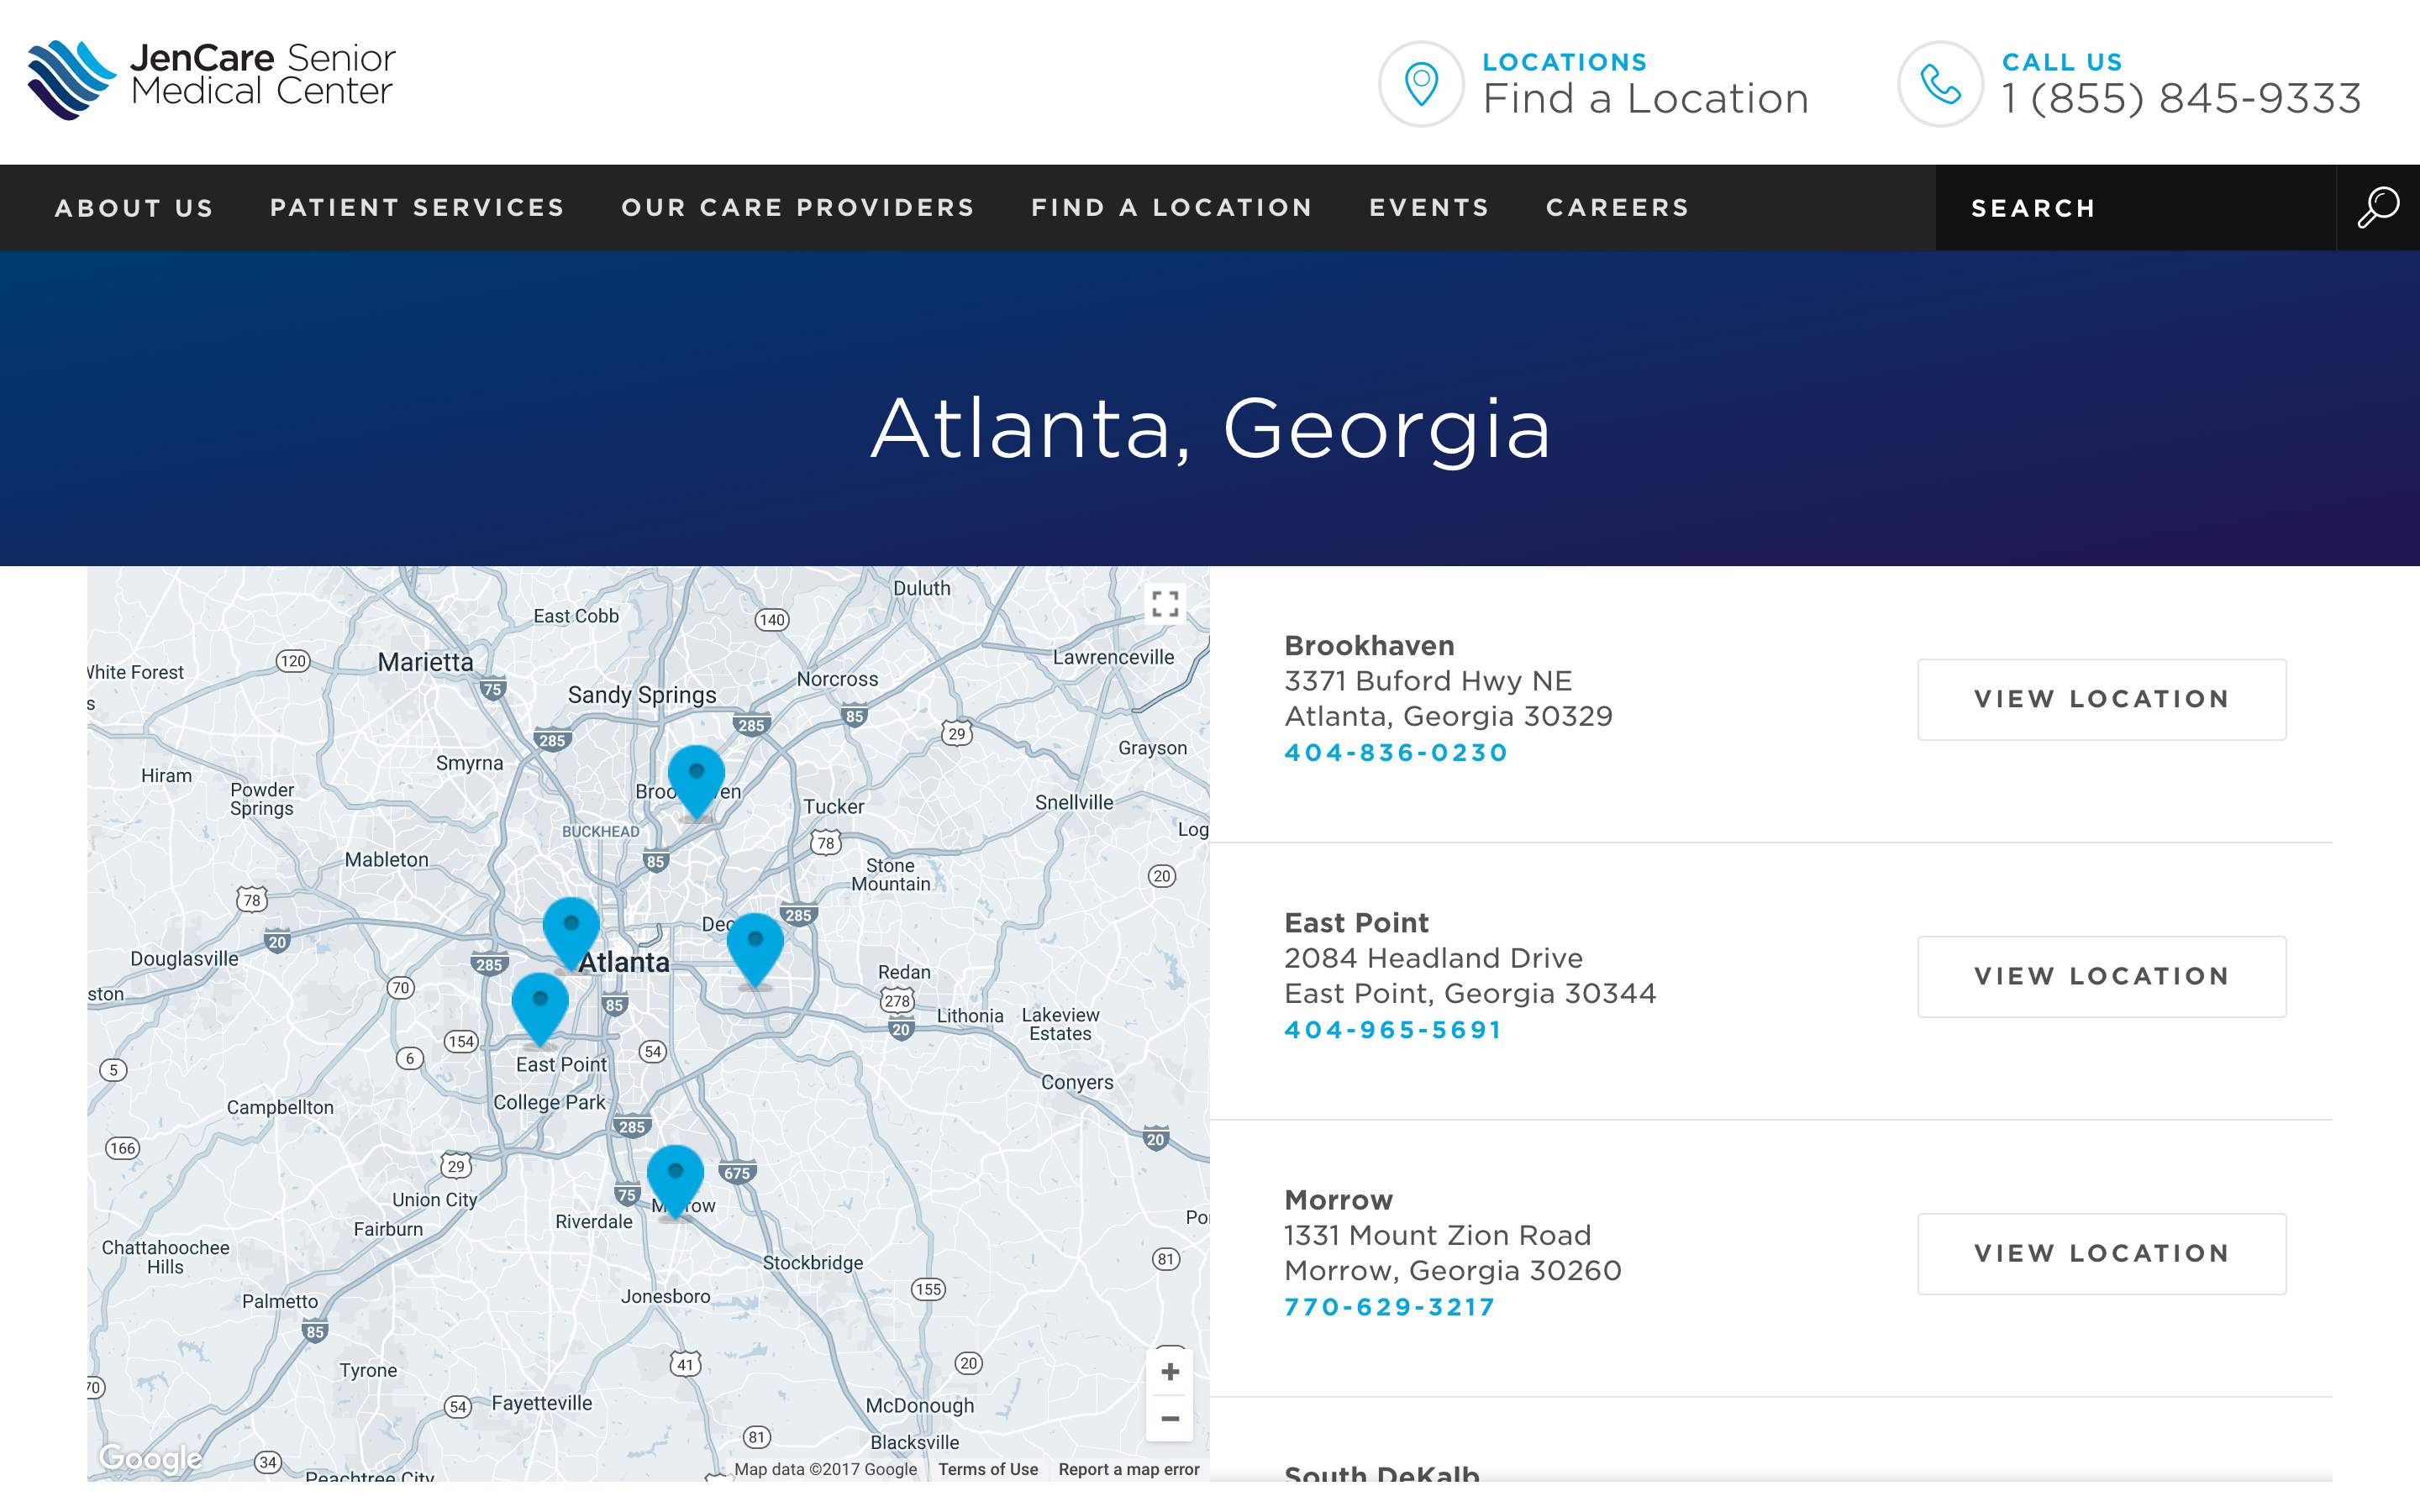 JenCare Senior
Medical Center
LOCATIONS
Find a Location
CALL US
1 (855) 845-9333
ABOUT US
PATIENT SERVICES
OUR CARE PROVIDERS
FIND A LOCATION
EVENTS
CAREERS
SEARCH
Atlanta, Georgia
Duluth
East Cobb
140
120
Marietta
Lawrenceville
White Forest
75
Norcross
Sandy Springs
s
285
285
85
29
Grayson
Smyrna
Hiram
Powder
Springs
Tucker
Snellville
BUCKHEAD
Log
78
85
Mableton
Stone
Mountain
20
78
285
Dec
20
Douglasville
285
Atlanta
Redan
ston
70
85
278
Lithonia
Lakeview
Estates
20
154
54
6
East Point
5
Conyers
College Park
Campbellton
285
20
166
29
675
75
Union City
Riverdale
Fairburn
Chattahoochee
Hills
Stockbridge
81
155
Jonesboro
Palmetto
85
41
20
Tyrone
70
54
Fayetteville
McDonough
81
Blacksville
34
Peachtree City
Google
Map data ©2017 Google
Terms of Use
Report a map error
+
−
Brookhaven
3371 Buford Hwy NE
Atlanta, Georgia 30329
404-836-0230
VIEW LOCATION
East Point
2084 Headland Drive
East Point, Georgia 30344
404-965-5691
VIEW LOCATION
Morrow
1331 Mount Zion Road
Morrow, Georgia 30260
770-629-3217
VIEW LOCATION
South DeKalb